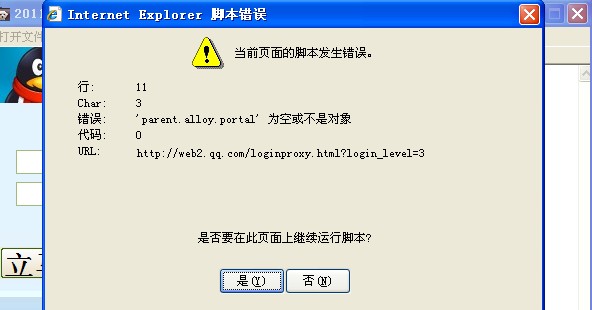 2011
Internet Explorer 脚本错误
打开文件
当前页面的脚本发生错误。
行: 11
Char: 3
错误: 'parent.alloy.portal' 为空或不是对象
代码: 0
URL: http://web2.qq.com/loginproxy.html?login_level=3
是否要在此页面上继续运行脚本?
立
是(Y) 否(N)